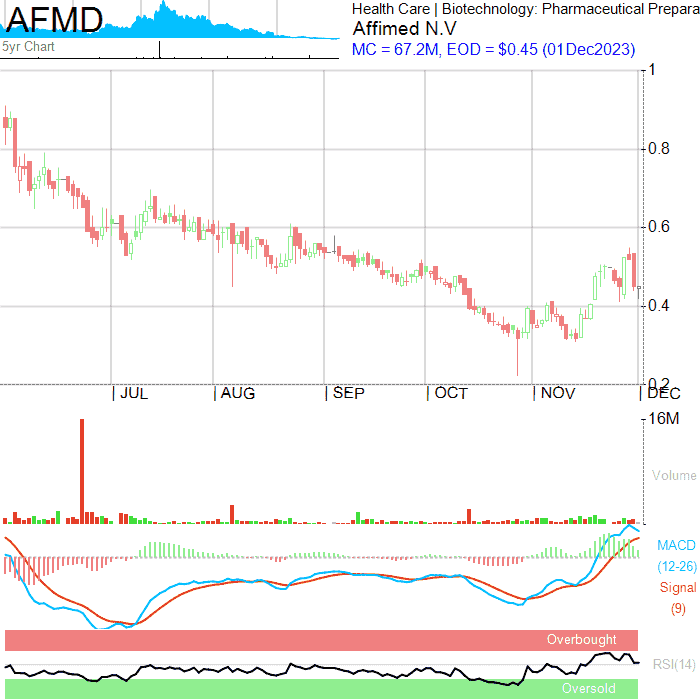 AFMD
Health Care | Biotechnology: Pharmaceutical Prepara
Affimed N.V
5yr Chart
MC = 67.2M, EOD = $0.45 (01Dec2023)
1
0.8
0.6
0.4
0.2
| JUL | AUG | SEP | OCT | NOV | DEC
16M
Volume
MACD
(12-26)
Signal
(9)
Overbought
RSI(14)
Oversold